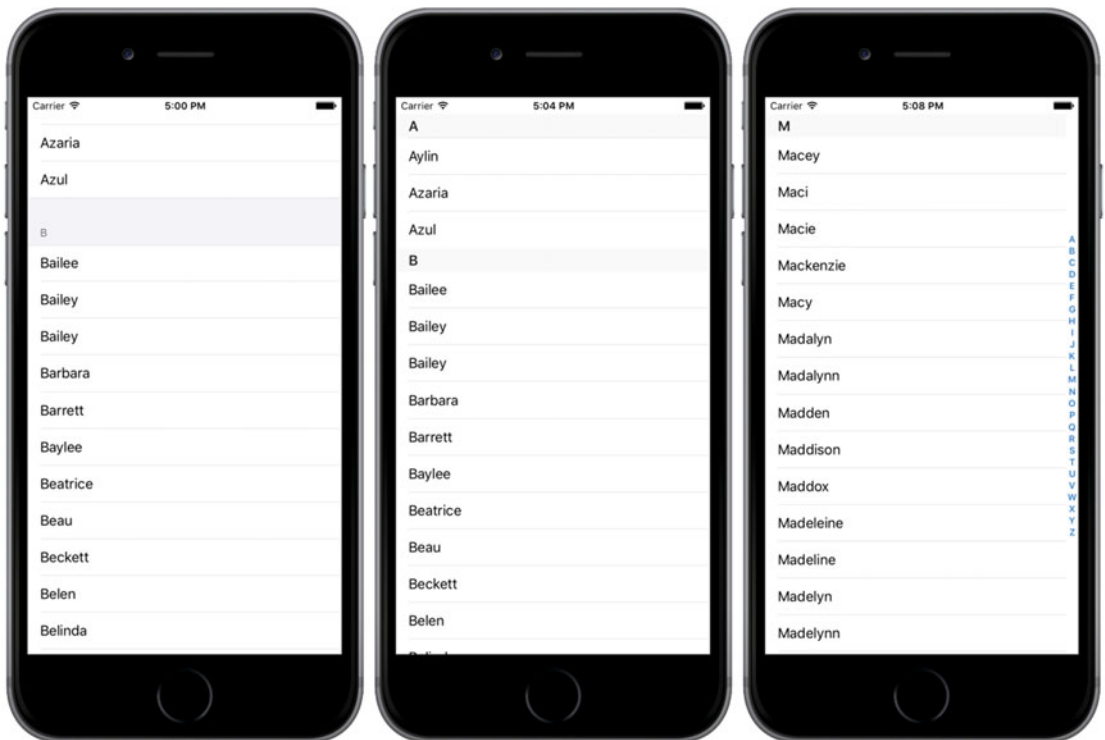 Carrier
5:00 PM
Azaria
Azul
B
Bailee
Bailey
Bailey
Barbara
Barrett
Baylee
Beatrice
Beau
Beckett
Belen
Belinda
Carrier
5:04 PM
A
Aylin
Azaria
Azul
B
Bailee
Bailey
Bailey
Barbara
Barrett
Baylee
Beatrice
Beau
Beckett
Belen
Carrier
5:08 PM
M
Macey
Maci
Macie
Mackenzie
Macy
Madalyn
Madalynn
Madden
Maddison
Maddox
Madeleine
Madeline
Madelyn
Madelynn
A
B
C
D
E
F
G
H
I
J
K
L
M
N
O
P
Q
R
S
T
U
V
W
X
Y
Z